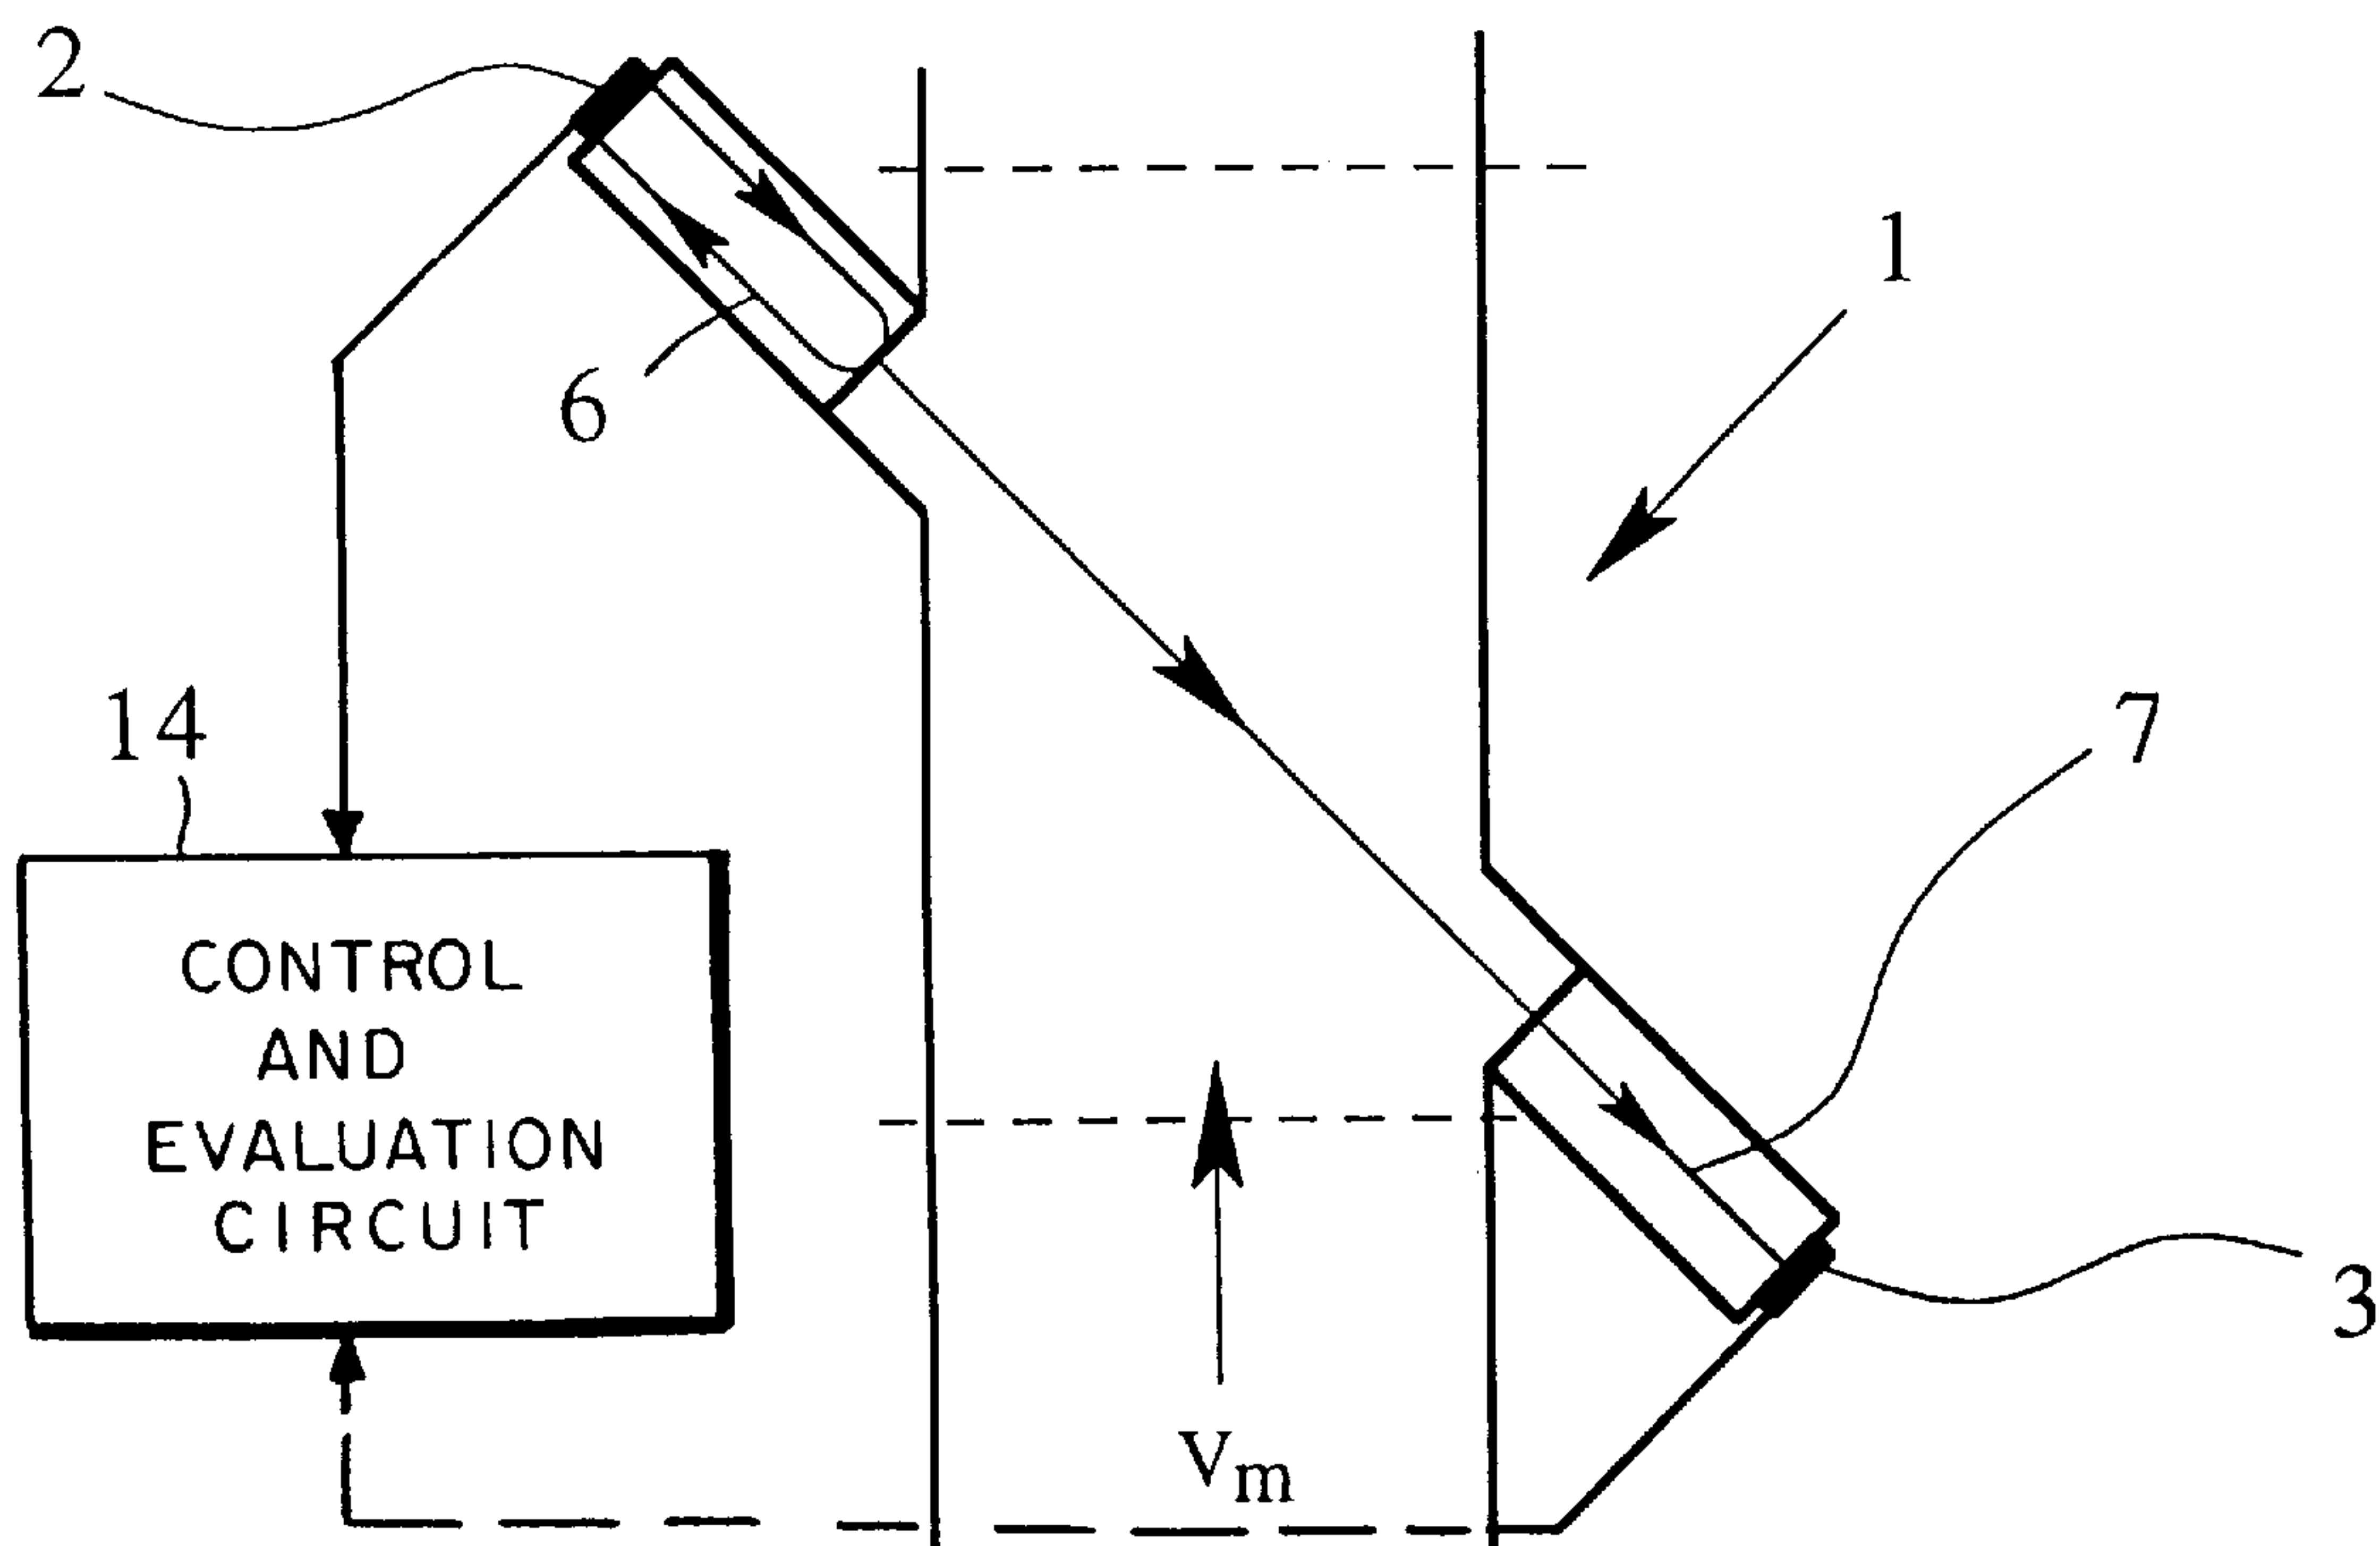 2
1
6
14
7
CONTROL
AND
EVALUATION
CIRCUIT
3
Vm